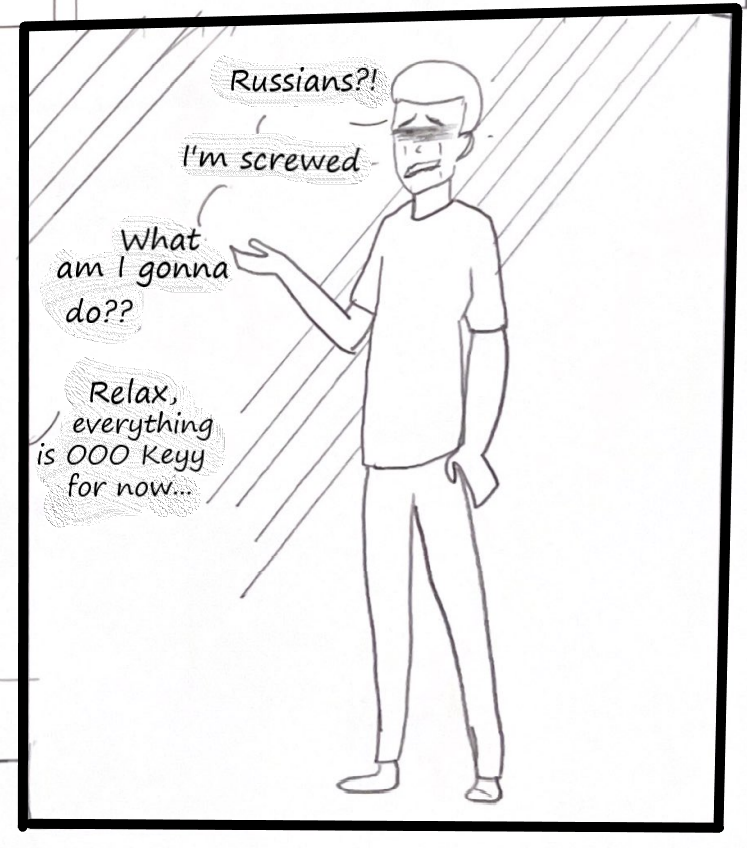 Russians?!
I'm screwed
What
am I gonna
do??
Relax,
everything
is OOO Keyy
for now...